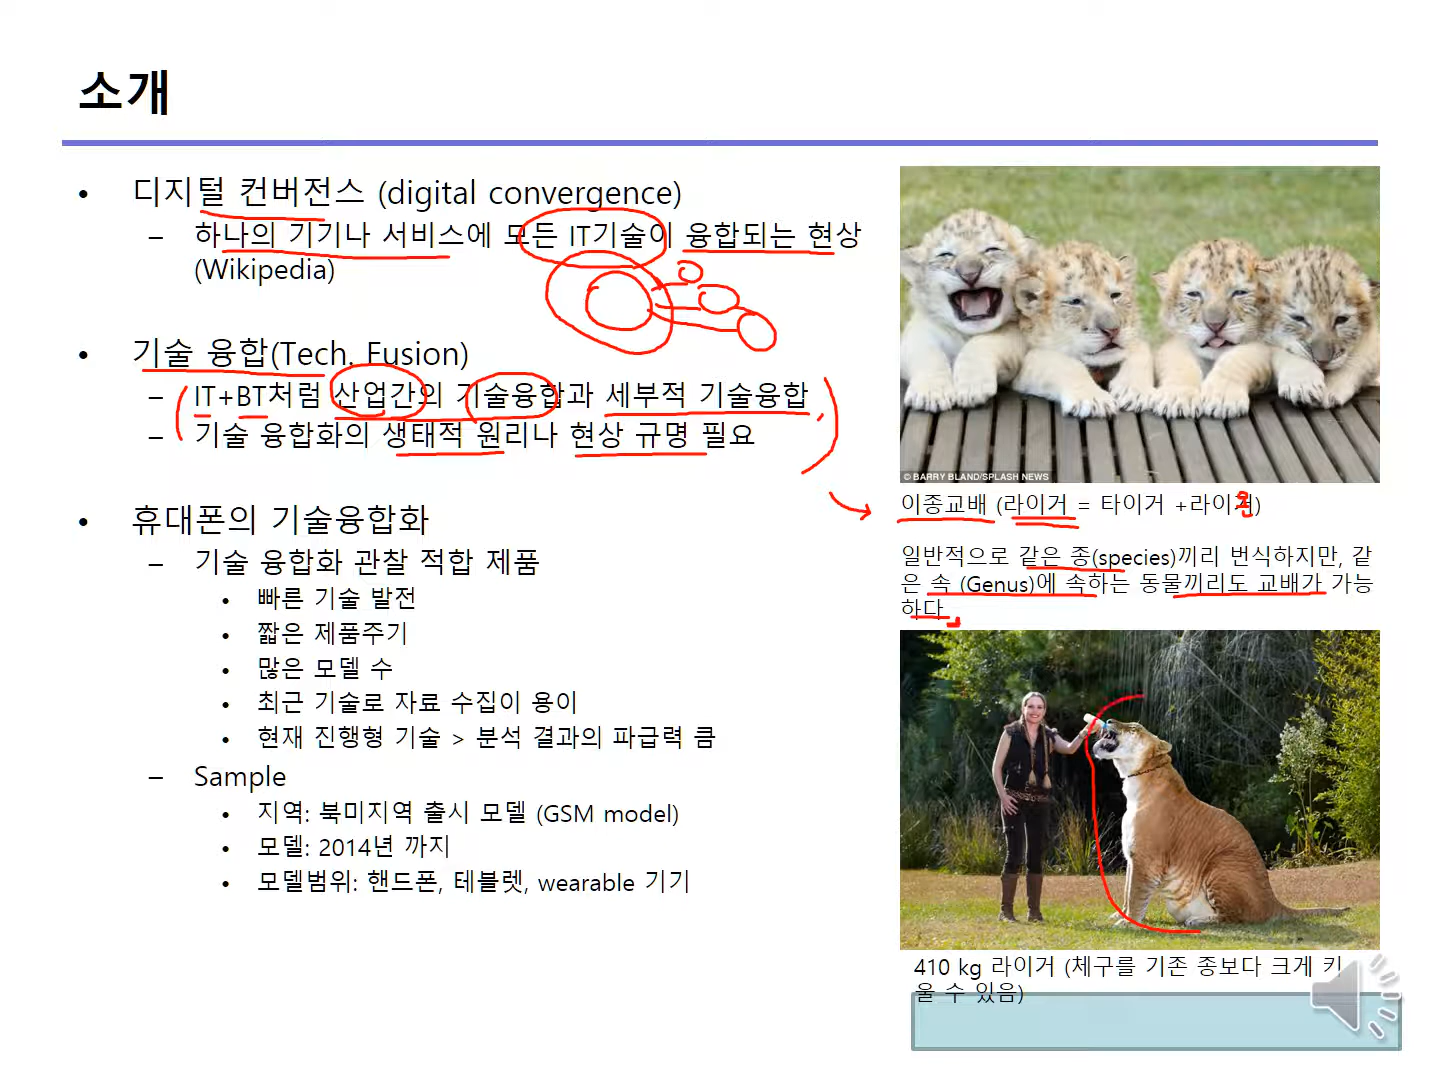 소개
• 디지털 컨버전스 (digital convergence)
– 하나의 기기나 서비스에 모든 IT기술이 융합되는 현상
(Wikipedia)
• 기술 융합(Tech. Fusion)
– IT+BT처럼 산업간의 기술융합과 세부적 기술융합
– 기술 융합화의 생태적 원리나 현상 규명 필요
• 휴대폰의 기술융합화
– 기술 융합화 관찰 적합 제품
• 빠른 기술 발전
• 짧은 제품주기
• 많은 모델 수
• 최근 기술로 자료 수집이 용이
• 현재 진행형 기술 > 분석 결과의 파급력 큼
– Sample
• 지역: 북미지역 출시 모델 (GSM model)
• 모델: 2014년 까지
• 모델범위: 핸드폰, 테블렛, wearable 기기
© BARRY BLAND/SPLASH NEWS
이종교배 (라이거 = 타이거 +라이거)
일반적으로 같은 종(species)끼리 번식하지만, 같
은 속 (Genus)에 속하는 동물끼리도 교배가 가능
하다
410 kg 라이거 (체구를 기존 종보다 크게 키
울 수 있음)